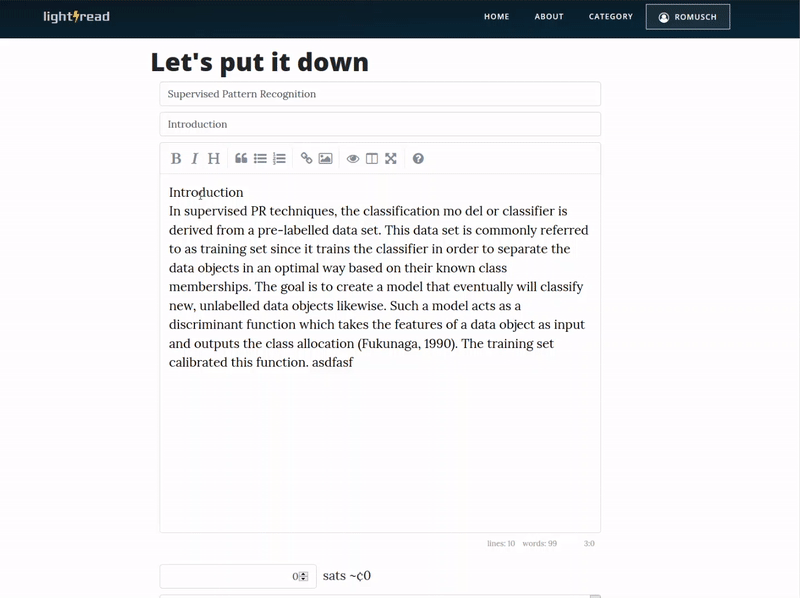 light⚡read
HOME ABOUT CATEGORY ROMUSCH
Let's put it down
Supervised Pattern Recognition
Introduction
B I H
Introduction
In supervised PR techniques, the classification mo del or classifier is
derived from a pre-labelled data set. This data set is commonly referred
to as training set since it trains the classifier in order to separate the
data objects in an optimal way based on their known class
memberships. The goal is to create a model that eventually will classify
new, unlabelled data objects likewise. Such a model acts as a
discriminant function which takes the features of a data object as input
and outputs the class allocation (Fukunaga, 1990). The training set
calibrated this function. asdfasf
lines: 10 words: 99 3:0
0 sats ~¢0